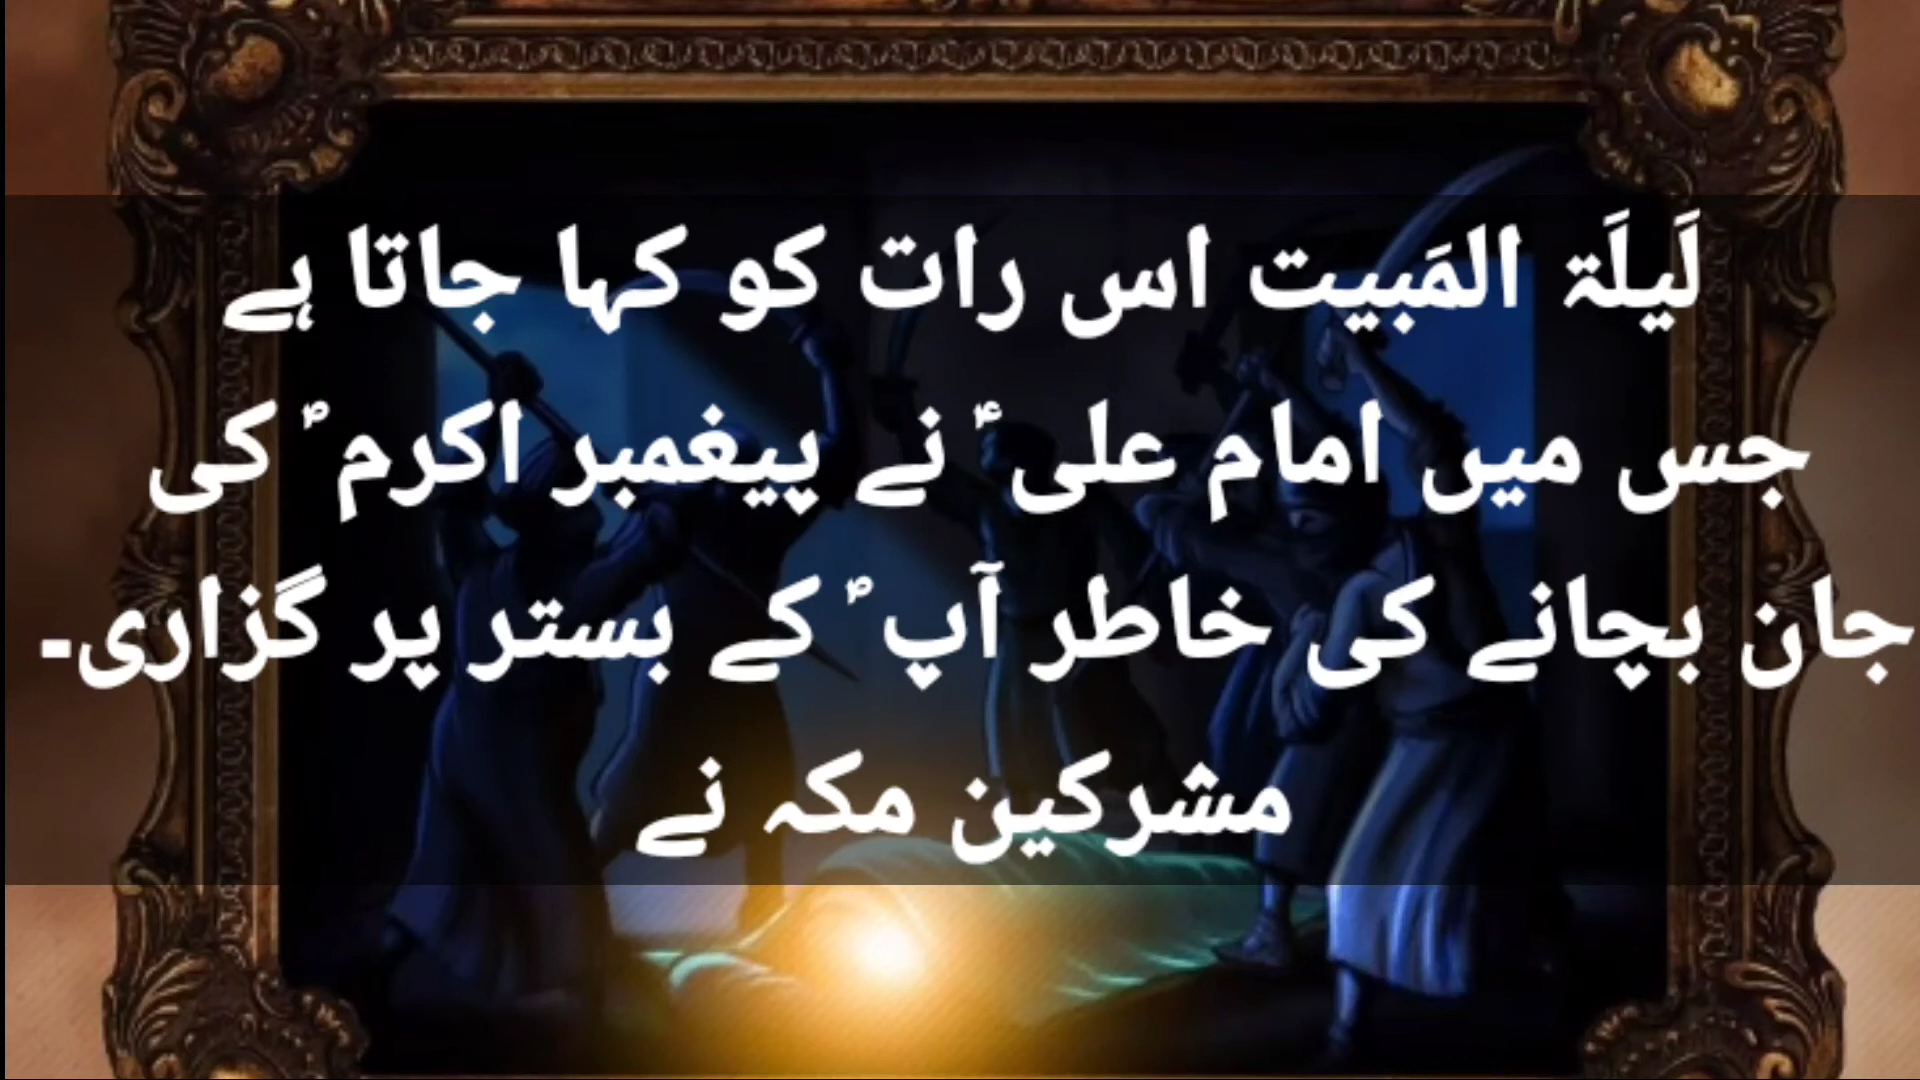 لَیلَۃ المَبیت اس رات کو کہا جاتا ہے
جس میں امام علی ؑ نے پیغمبر اکرم ؐ کی
جان بچانے کی خاطر آپ ؐ کے بستر پر گزاری۔
مشرکین مکہ نے